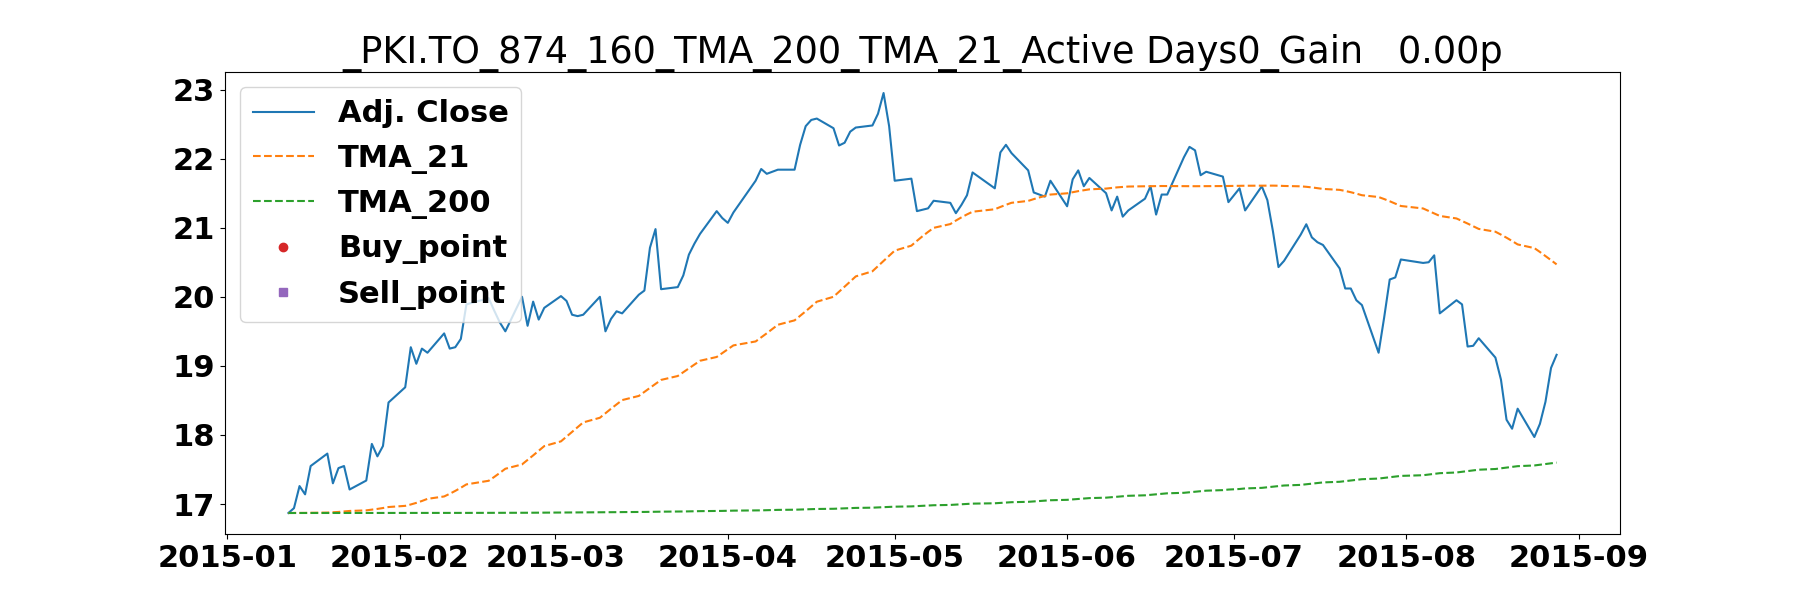 _PKI.TO_874_160_TMA_200_TMA_21_Active Days0_Gain   0.00p
23
22
21
20
19
18
17
Adj. Close
TMA_21
TMA_200
Buy_point
Sell_point
2015-01 2015-02 2015-03 2015-04 2015-05 2015-06 2015-07 2015-08 2015-09